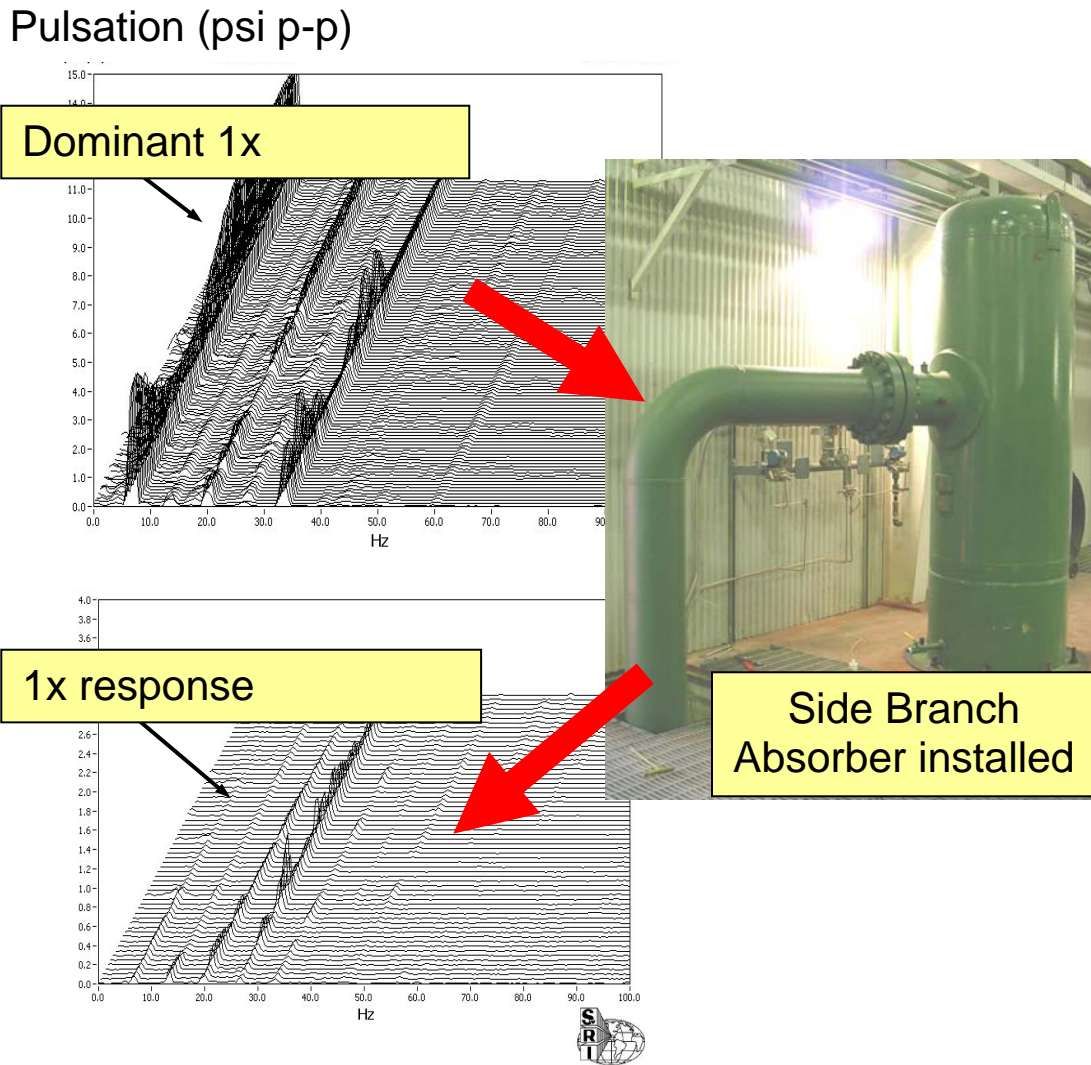 Pulsation (psi p-p)
15.0
14.0
Dominant 1x
11.0
10.0
9.0
8.0
7.0
6.0
5.0
4.0
3.0
2.0
1.0
0.0
0.0 10.0 20.0 30.0 40.0 50.0 60.0 70.0 80.0
Hz
4.0
3.8
3.6
1x response
2.6
2.4
2.2
2.0
1.8
1.6
1.4
1.2
1.0
0.8
0.6
0.4
0.2
0.0
0.0 10.0 20.0 30.0 40.0 50.0 60.0 70.0 80.0 90.0 100.0
Hz
Side Branch
Absorber installed
S
R
I